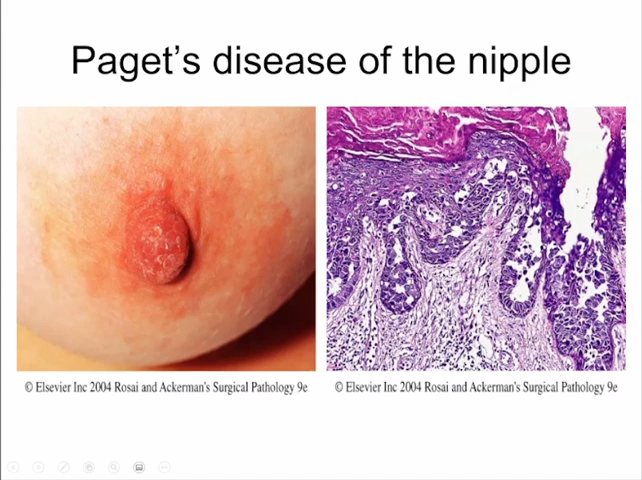 Paget's disease of the nipple
© Elsevier Inc 2004 Rosai and Ackerman's Surgical Pathology 9e
© Elsevier Inc 2004 Rosai and Ackerman's Surgical Pathology 9e